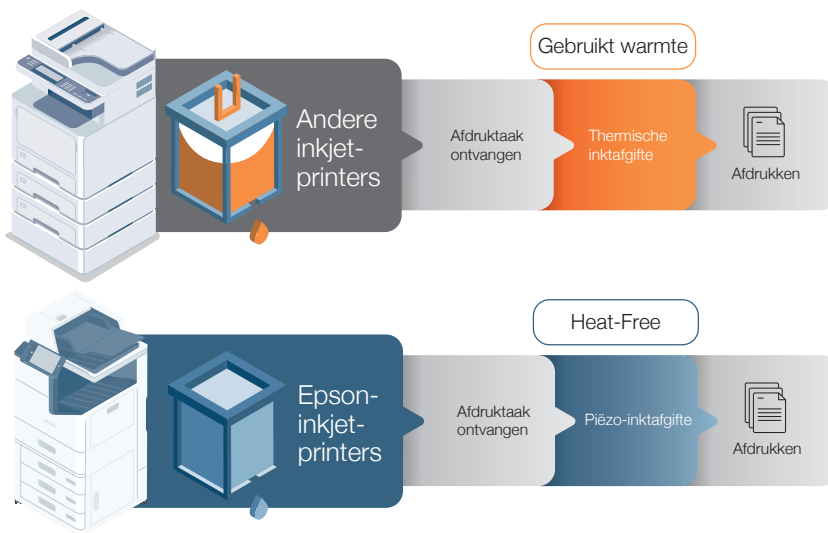 Gebruikt warmte
Andere
inkjet-
printers
Afdruktaak
ontvangen
Thermische
inktafgifte
Afdrukken
Heat-Free
Epson-
inkjet-
printers
Afdruktaak
ontvangen
Piëzo-inktafgifte
Afdrukken